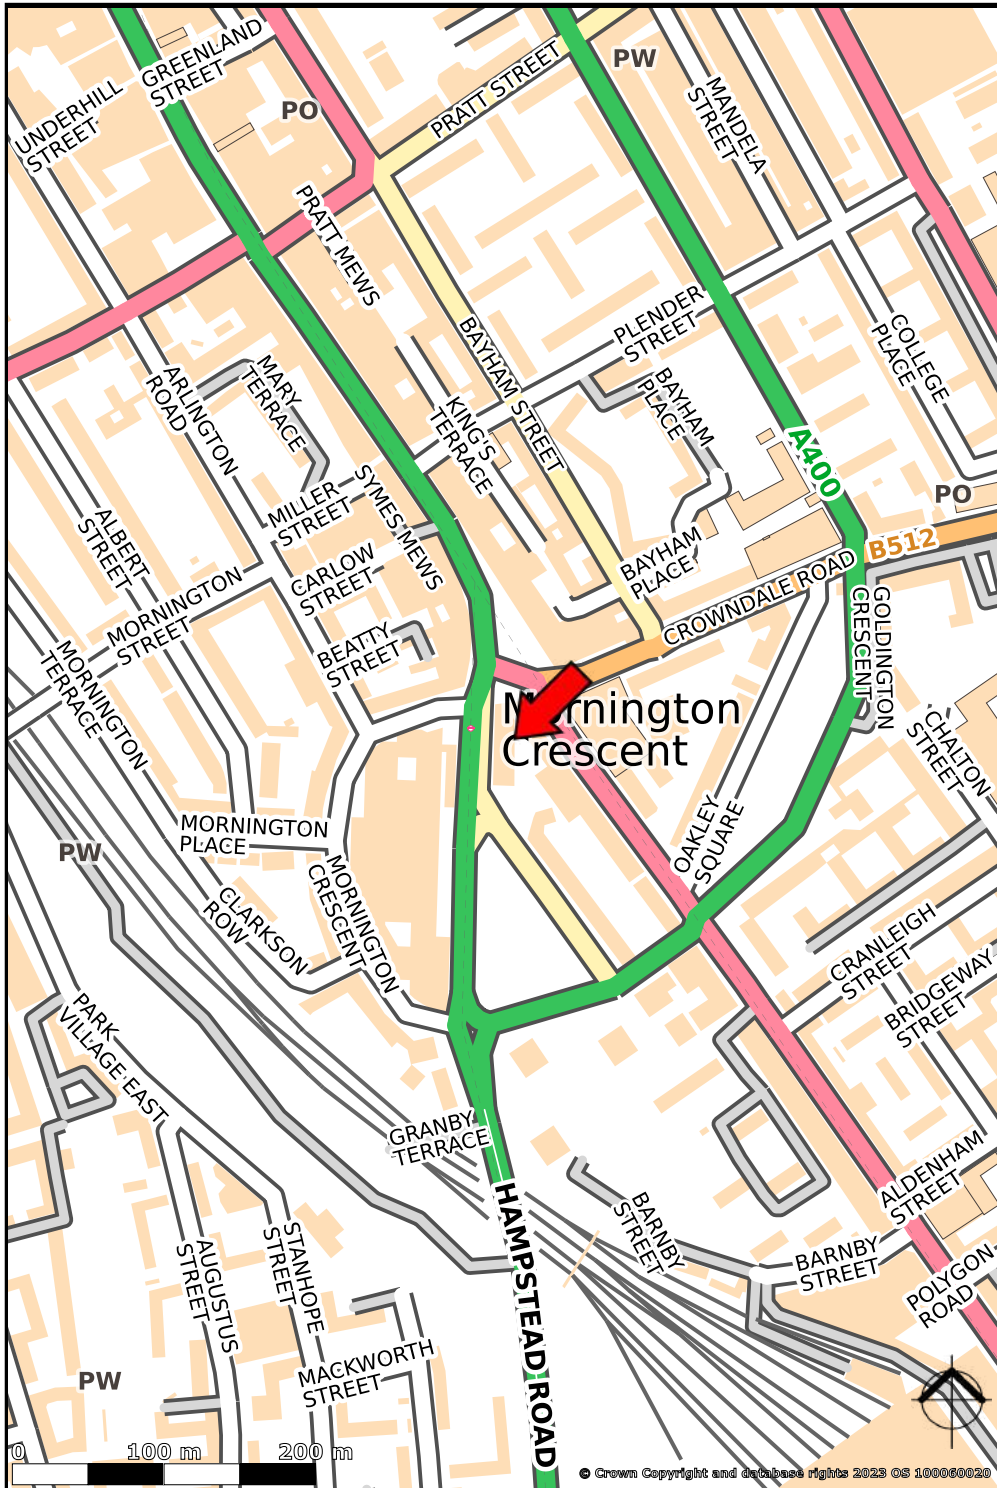 GREENLAND
STREET
UNDERHILL
STREET
PO
PW
PRATT STREET
MANDELA
STREET
PRATT MEWS
PLENDER
STREET
BAYHAM STREET
COLLEGE
PLACE
MARY
TERRACE
ARLINGTON
ROAD
KING'S
TERRACE
BAYHAM
PLACE
A400
PO
MILLER
STREET
SYMES MEWS
ALBERT
STREET
B512
CARLOW
STREET
BAYHAM
PLACE
CROWNDALE ROAD
MORNINGTON
STREET
GOLDINGTON
CRESCENT
BEATTY
STREET
MORNINGTON
TERRACE
Mornington
Crescent
CHALTON
STREET
OAKLEY
SQUARE
MORNINGTON
PLACE
PW
MORNINGTON
CRESCENT
CLARKSON
ROW
CRANLEIGH
STREET
BRIDGEWAY
STREET
PARK
VILLAGE EAST
GRANBY
TERRACE
ALDENHAM
STREET
HAMPSTEAD ROAD
BARNBY
STREET
BARNBY
STREET
AUGUSTUS
STREET
STANHOPE
STREET
POLYGON
ROAD
MACKWORTH
STREET
PW
0 100 m 200 m
© Crown Copyright and database rights 2023 OS 100060020